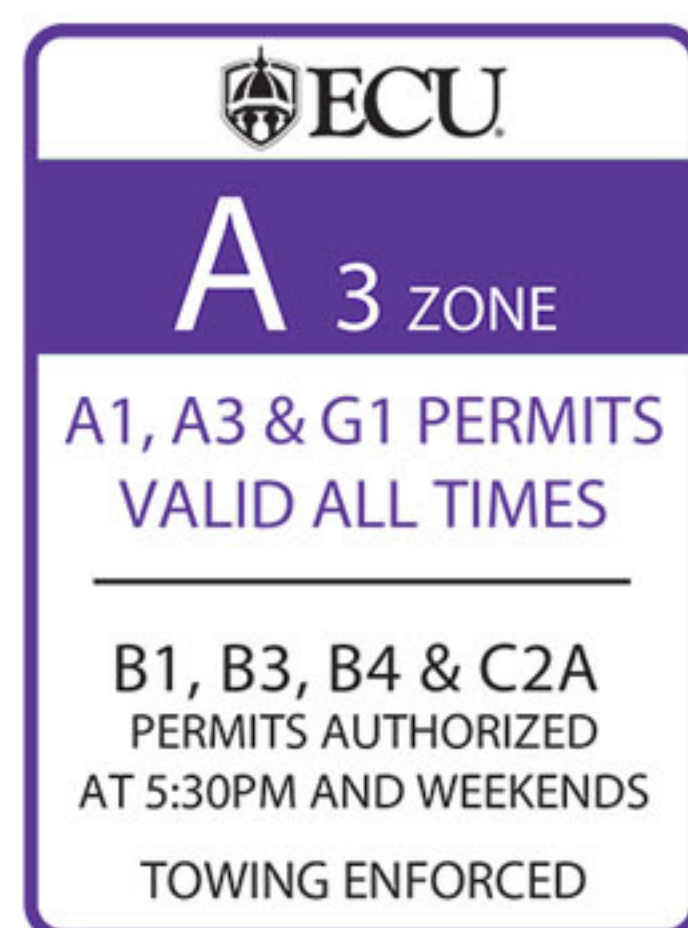 ECU
A 3 ZONE
A1, A3 & G1 PERMITS
VALID ALL TIMES
B1, B3, B4 & C2A
PERMITS AUTHORIZED
AT 5:30PM AND WEEKENDS
TOWING ENFORCED